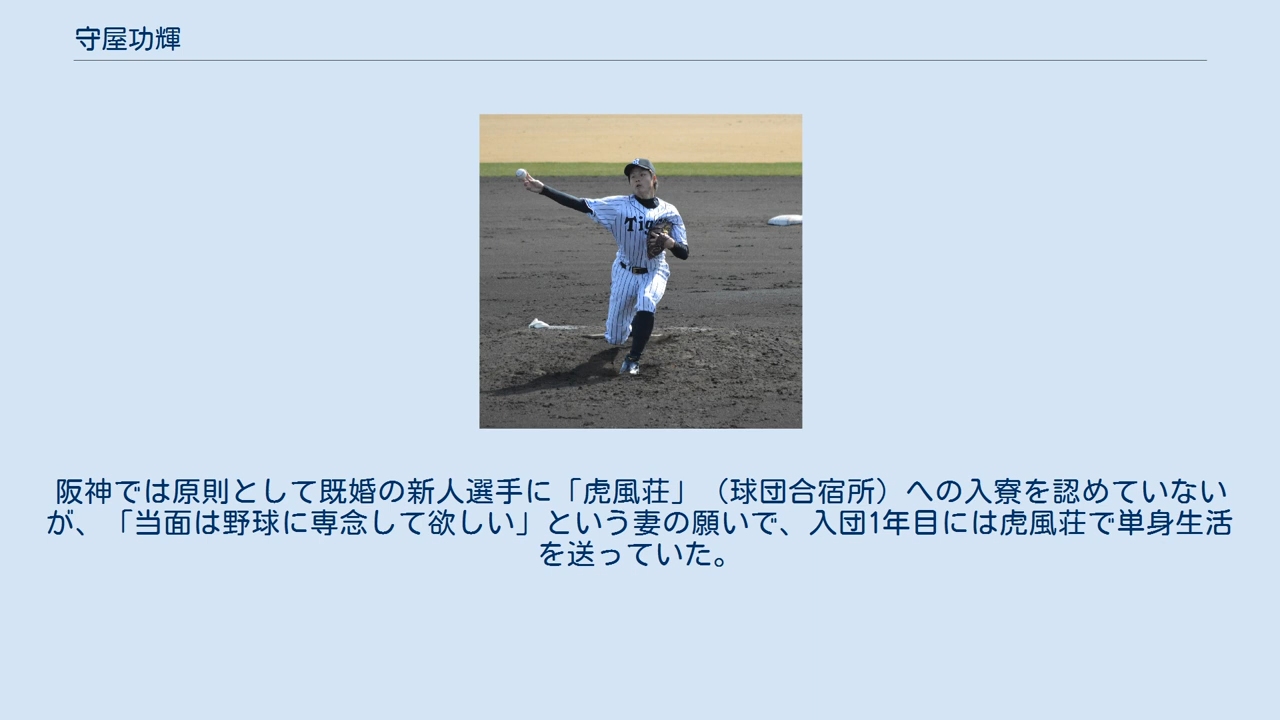 守屋功輝
Tig
阪神では原則として既婚の新人選手に「虎風荘」（球団合宿所）への入寮を認めていない
が、「当面は野球に専念して欲しい」という妻の願いで、入団1年目には虎風荘で単身生活
を送っていた。